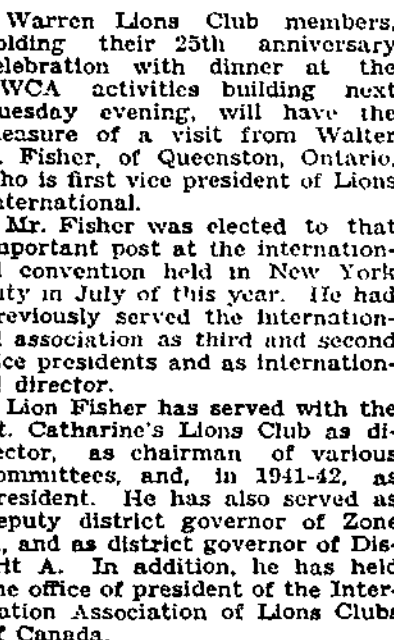 Warren Lions Club members,
olding their 25th anniversary
elebration with dinner at the
WCA activities building next
uesday evening, will have the
leasure of a visit from Walter
. Fisher, of Queenston, Ontario,
ho is first vice president of Lions
nternational.
Mr. Fisher was elected to that
mportant post at the internation-
l convention held in New York
ity in July of this year. He had
reviously served the internation-
l association as third and second
ice presidents and as internation-
l director.
Lion Fisher has served with the
t. Catharine's Lions Club as di-
ector, as chairman of various
ommittees, and, in 1941-42, as
resident. He has also served as
eputy district governor of Zone
, and as district governor of Dis-
rit A. In addition, he has held
he office of president of the Inter-
ation Association of Lions Clubs
f Canada.